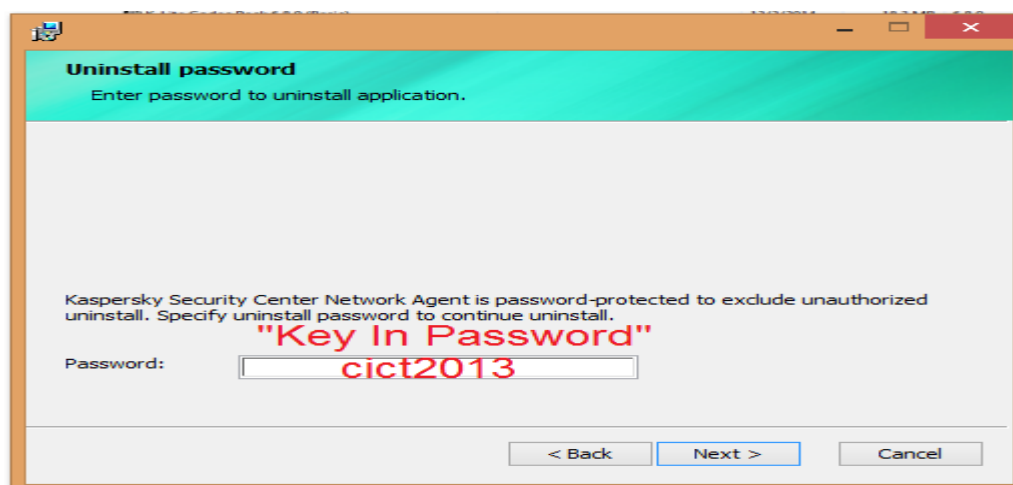 Uninstall password
Enter password to uninstall application.
Kaspersky Security Center Network Agent is password-protected to exclude unauthorized
uninstall. Specify uninstall password to continue uninstall.
"Key In Password"
Password:
cict2013
< Back
Next >
Cancel